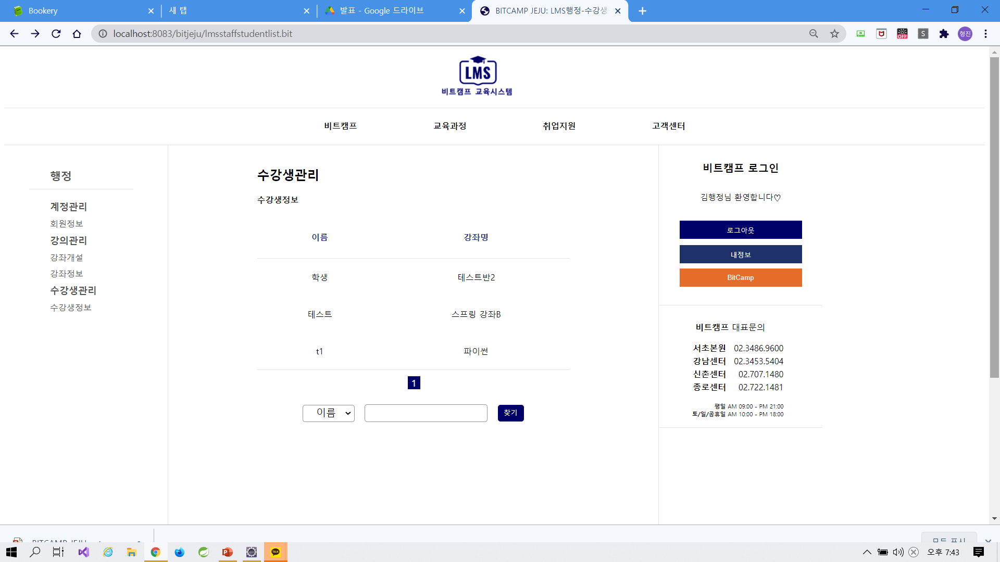 Bookery
새 탭
발표 - Google 드라이브
BITCAMP JEJU: LMS행정-수강생
localhost:8083/bitjeju/lmsstaffstudentlist.bit
OFF
S
형진
LMS
비트캠프 교육시스템
비트캠프 교육과정 취업지원 고객센터
행정
계정관리
회원정보
강의관리
강좌개설
강좌정보
수강생관리
수강생정보
수강생관리
수강생정보
이름 강좌명
학생 테스트반2
테스트 스프링 강좌B
t1 파이썬
1
이름
찾기
비트캠프 로그인
김행정님 환영합니다♡
로그아웃
내정보
BitCamp
비트캠프 대표문의
서초본원 02.3486.9600
강남센터 02.3453.5404
신촌센터 02.707.1480
종로센터 02.722.1481
평일 AM 09:00 - PM 21:00
토/일/공휴일 AM 10:00 - PM 18:00
모두 표시
TALK
오후 7:43